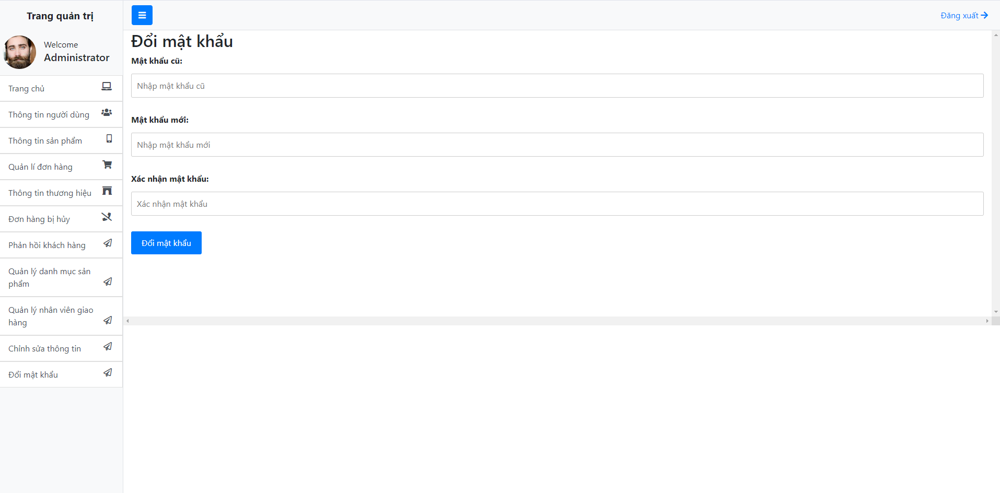 Trang quản trị
Đăng xuất
Welcome
Administrator
Trang chủ
Thông tin người dùng
Thông tin sản phẩm
Quản lí đơn hàng
Thông tin thương hiệu
Đơn hàng bị hủy
Phản hồi khách hàng
Quản lý danh mục sản
phẩm
Quản lý nhân viên giao
hàng
Chỉnh sửa thông tin
Đổi mật khẩu
Đổi mật khẩu
Mật khẩu cũ:
Nhập mật khẩu cũ
Mật khẩu mới:
Nhập mật khẩu mới
Xác nhận mật khẩu:
Xác nhận mật khẩu
Đổi mật khẩu